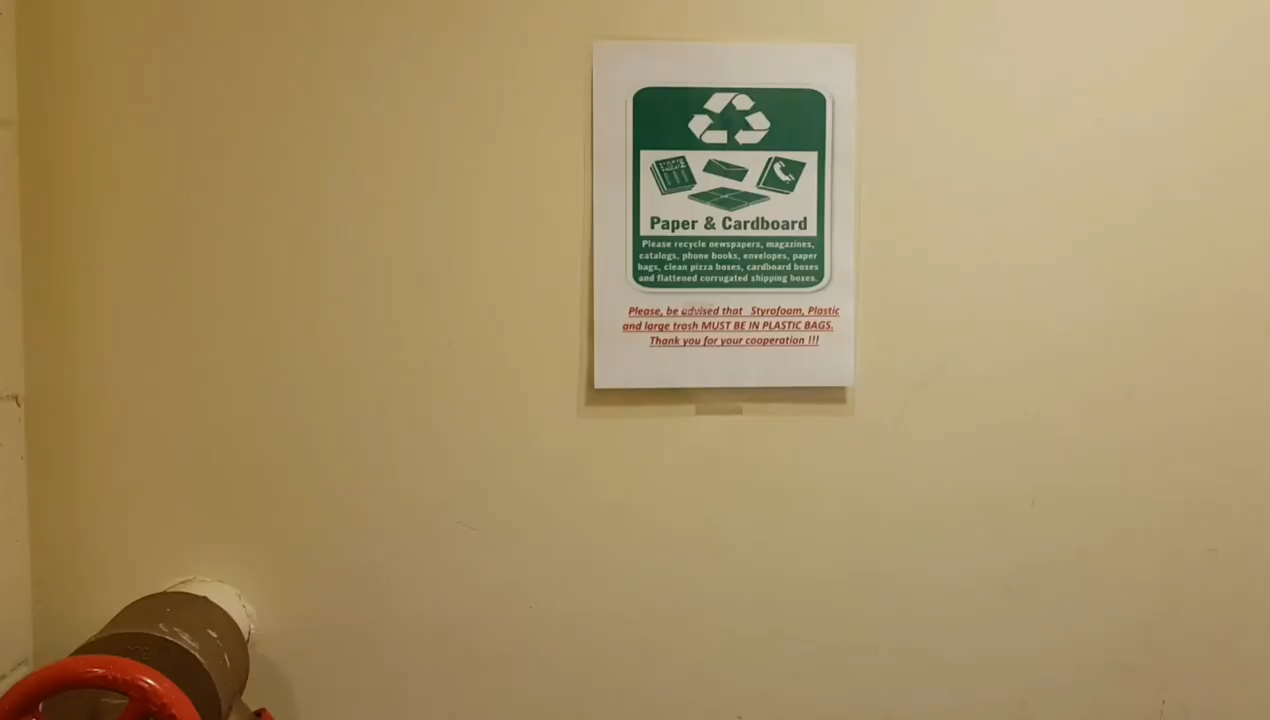 Paper & Cardboard
Please recycle newspapers, magazines,
catalogs, phone books, envelopes, paper
bags, clean pizza boxes, cardboard boxes
and flattened corrugated shipping boxes.
Please, be advised that Styrofoam, Plastic
and large trash MUST BE IN PLASTIC BAGS.
Thank you for your cooperation !!!